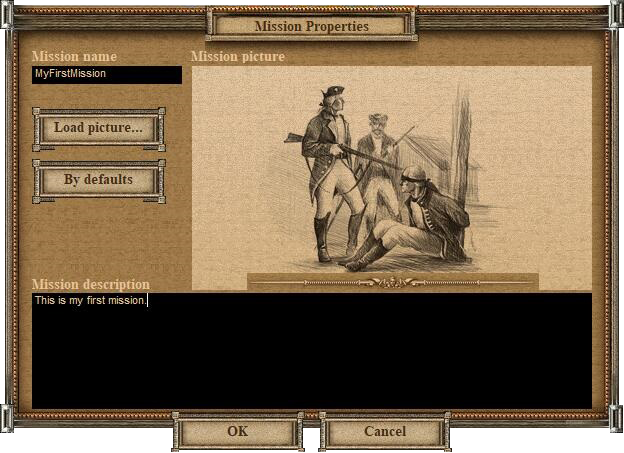 Mission Properties
Mission name
Mission picture
MyFirstMission
Load picture...
By defaults
Mission description
This is my first mission.
OK
Cancel